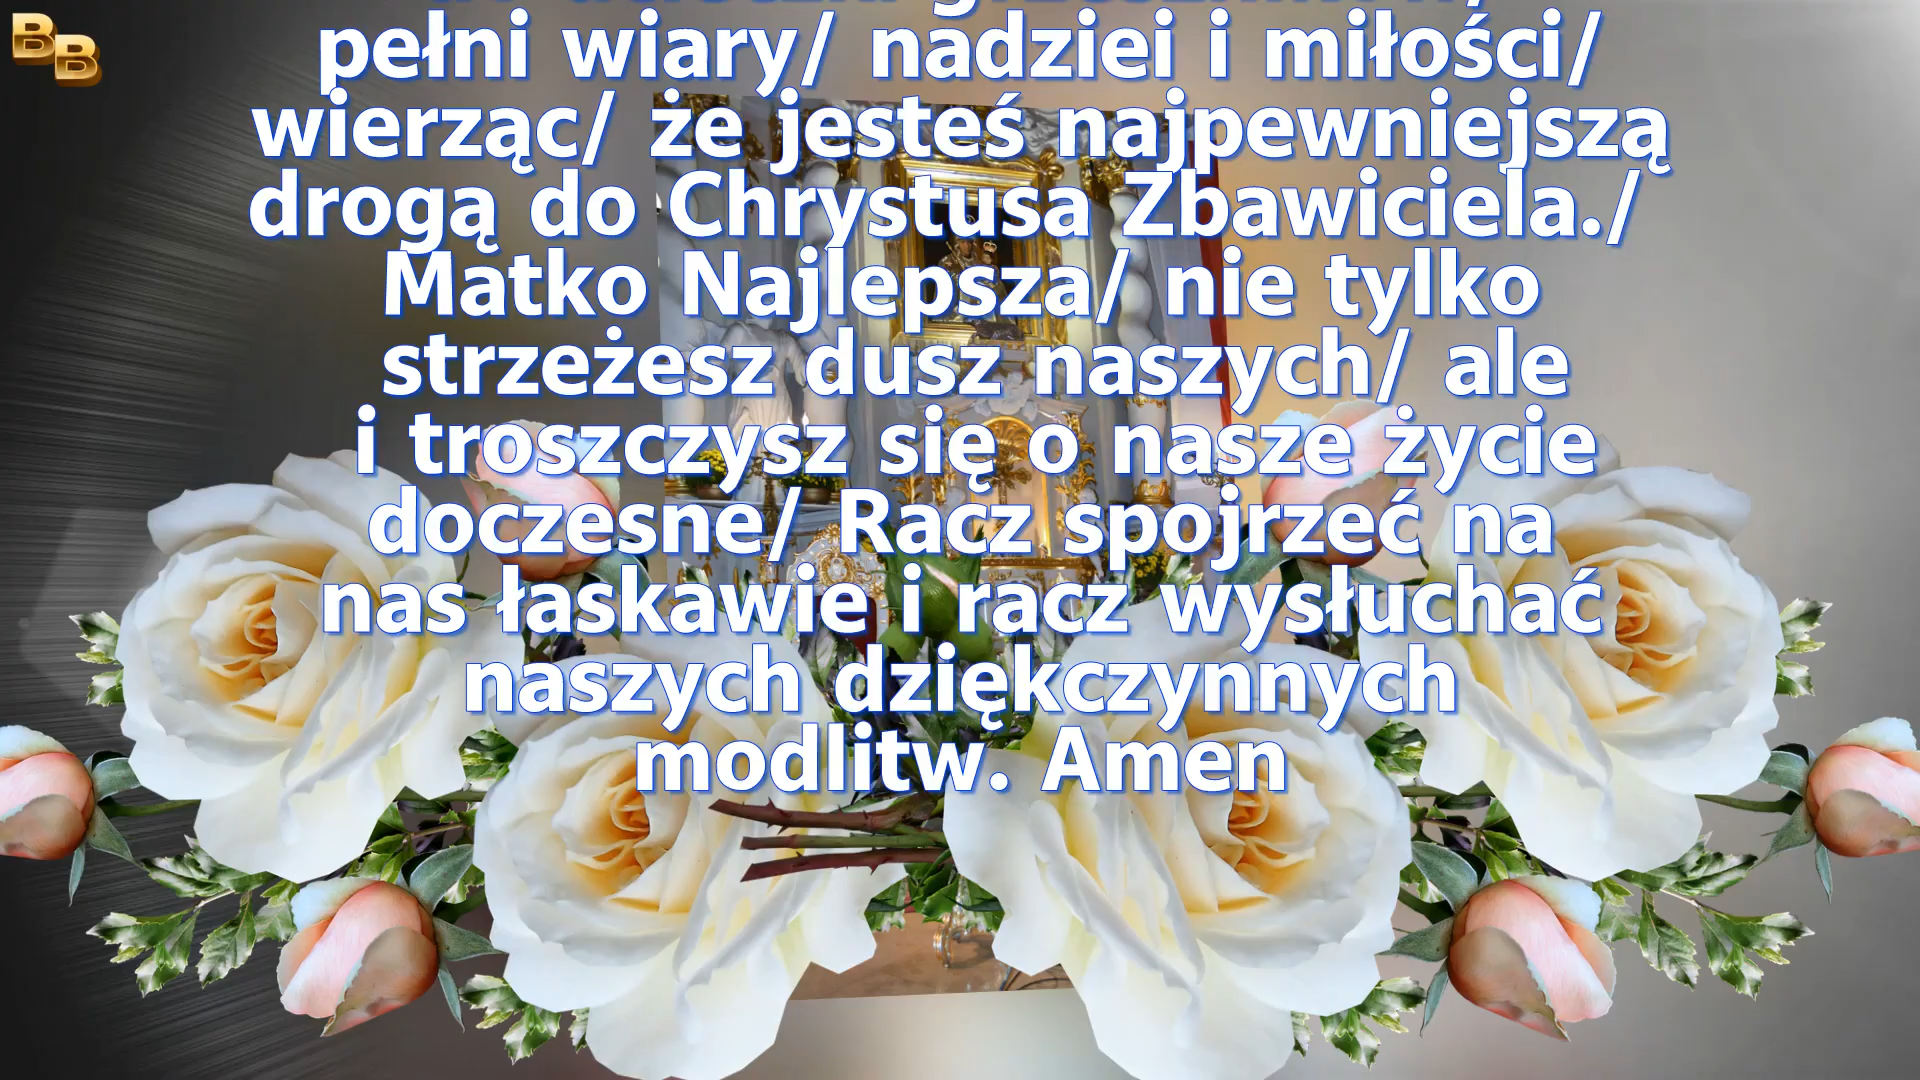 BB
pełni wiary/ nadziei i miłości/
wierząc/ że jesteś najpewniejszą
drogą do Chrystusa Zbawiciela./
Matko Najlepsza/ nie tylko
strzeżesz dusz naszych/ ale
i troszczysz się o nasze życie
doczesne/ Racz spojrzeć na
nas łaskawie i racz wysłuchać
naszych dziękczynnych
modlitw. Amen